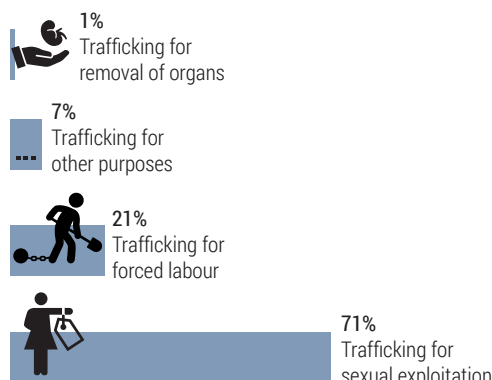 1%
Trafficking for
removal of organs
7%
Trafficking for
other purposes
21%
Trafficking for
forced labour
71%
Trafficking for
sexual exploitation